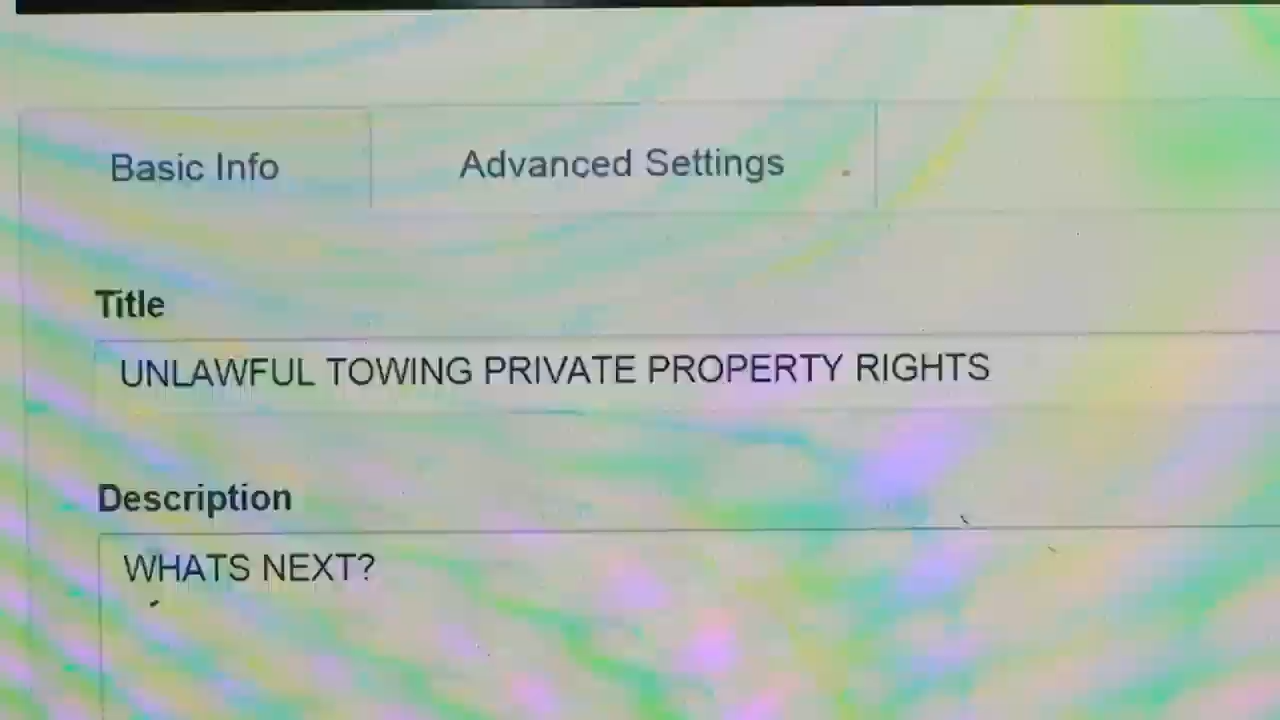 Basic Info
Advanced Settings
Title
UNLAWFUL TOWING PRIVATE PROPERTY RIGHTS
Description
WHATS NEXT?